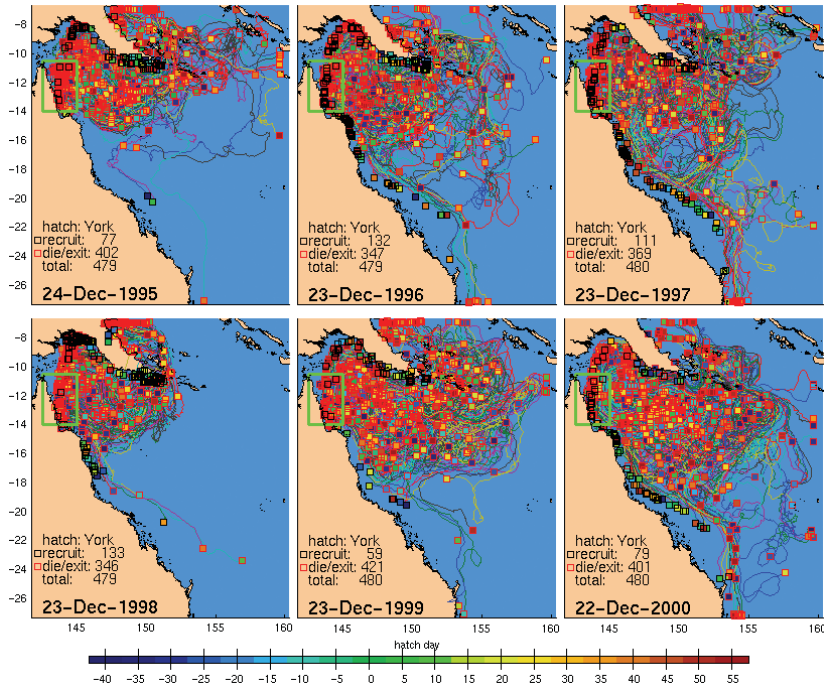 -8
-10
-12
-14
-16
-18
-20
-22
-24
-26
hatch: York
recruit: 77
die/exit: 402
total: 479
24-Dec-1995
hatch: York
recruit: 132
die/exit: 347
total: 479
23-Dec-1996
hatch: York
recruit: 111
die/exit: 369
total: 480
23-Dec-1997
-8
-10
-12
-14
-16
-18
-20
-22
-24
-26
hatch: York
recruit: 133
die/exit: 346
total: 479
23-Dec-1998
hatch: York
recruit: 59
die/exit: 421
total: 480
23-Dec-1999
hatch: York
recruit: 79
die/exit: 401
total: 480
22-Dec-2000
145 150 155 160 145 150 155 160 145 150 155 160
hatch day
-40 -35 -30 -25 -20 -15 -10 -5 0 5 10 15 20 25 30 35 40 45 50 55